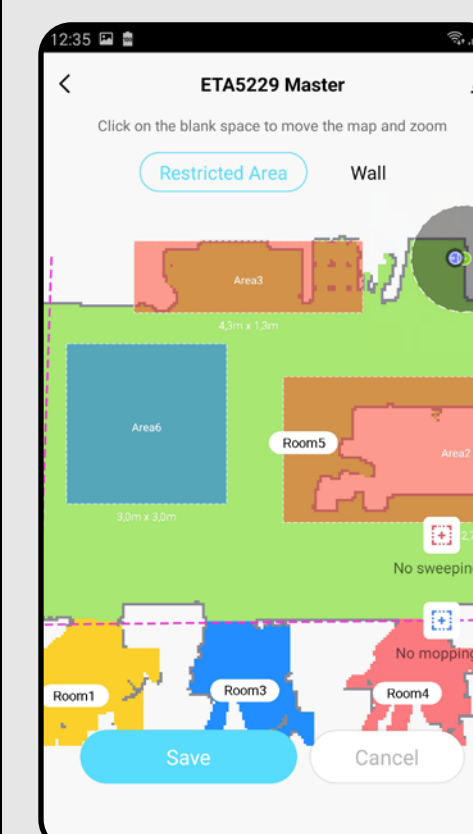 12:35
ETA5229 Master
Click on the blank space to move the map and zoom
Restricted Area
Wall
Area3
4,3m x 1,3m
Area6
Room5
Area2
3,0m x 3,0m
2,7
No sweeping
No mopping
Room1
Room3
Room4
Save
Cancel